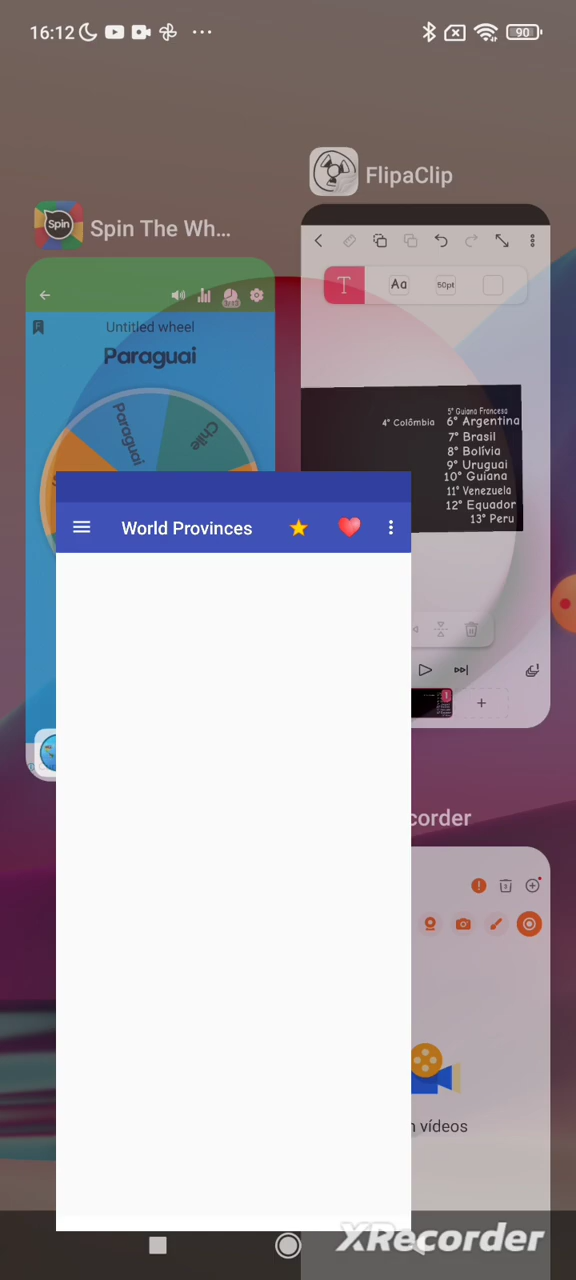 16:12
90
FlipaClip
Spin
Spin The Wh...
T
Aa
50pt
Untitled wheel
Paraguai
Paraguai
Chile
4° Colômbia
5° Guiana Francesa
6° Argentina
7° Brasil
8° Bolívia
9° Uruguai
10° Guiana
11° Venezuela
12° Equador
13° Peru
World Provinces
1
corder
vídeos
XRecorder